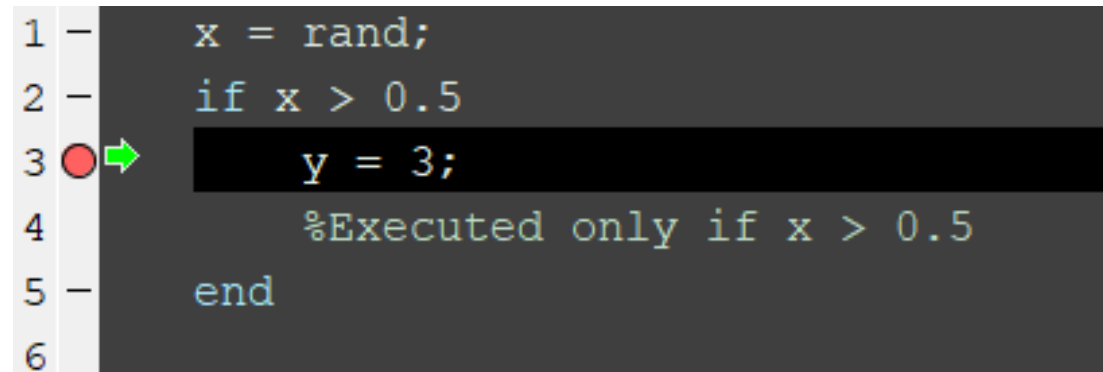 1 – x = rand;
2 – if x > 0.5
3 y = 3;
4 %Executed only if x > 0.5
5 – end
6